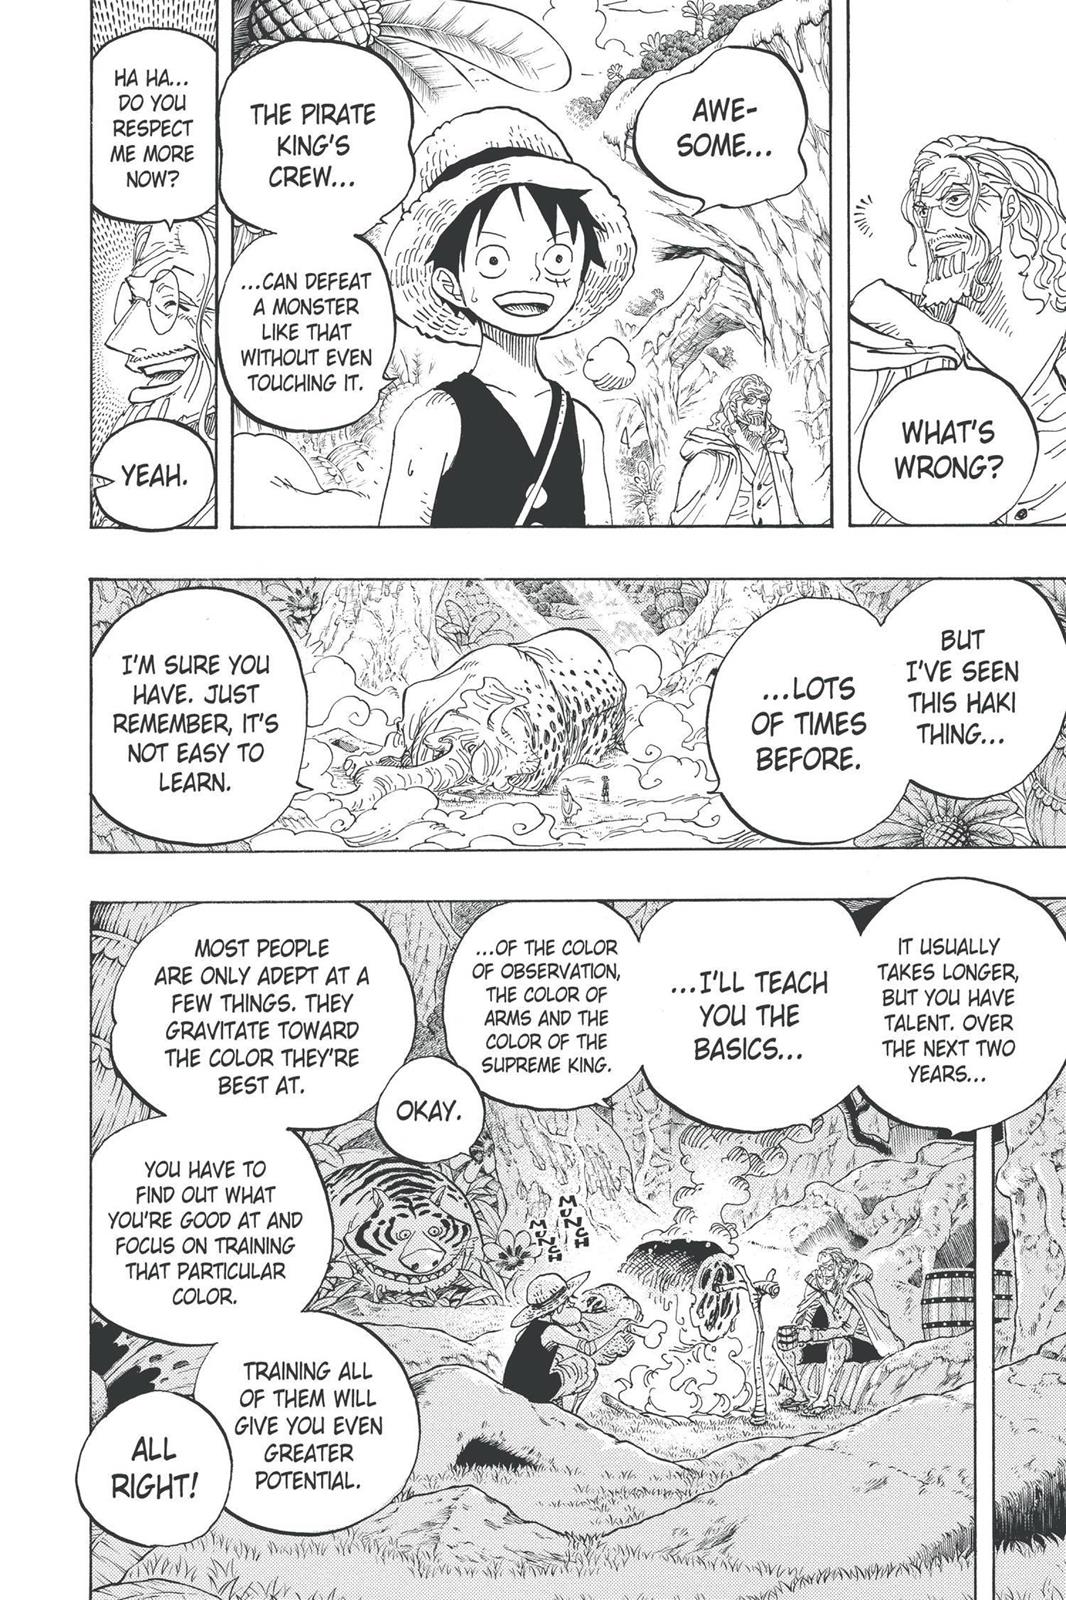 WHAT'S
WRONG?
AWE-
SOME...
THE PIRATE
KING'S
CREW...
...CAN DEFEAT
A MONSTER
LIKE THAT
WITHOUT EVEN
TOUCHING IT.
HA HA...
DO YOU
RESPECT
ME MORE
NOW?
YEAH.
BUT
I'VE SEEN
THIS HAKI
THING...
...LOTS
OF TIMES
BEFORE.
I'M SURE YOU
HAVE. JUST
REMEMBER, IT'S
NOT EASY TO
LEARN.
IT USUALLY
TAKES LONGER,
BUT YOU HAVE
TALENT. OVER
THE NEXT TWO
YEARS...
...I'LL TEACH
YOU THE
BASICS...
...OF THE COLOR
OF OBSERVATION,
THE COLOR OF
ARMS AND THE
COLOR OF THE
SUPREME KING.
OKAY.
MUNCH
MUNCH
MOST PEOPLE
ARE ONLY ADEPT AT A
FEW THINGS. THEY
GRAVITATE TOWARD
THE COLOR THEY'RE
BEST AT.
YOU HAVE TO
FIND OUT WHAT
YOU'RE GOOD AT AND
FOCUS ON TRAINING
THAT PARTICULAR
COLOR.
TRAINING ALL
OF THEM WILL
GIVE YOU EVEN
GREATER
POTENTIAL.
ALL
RIGHT!